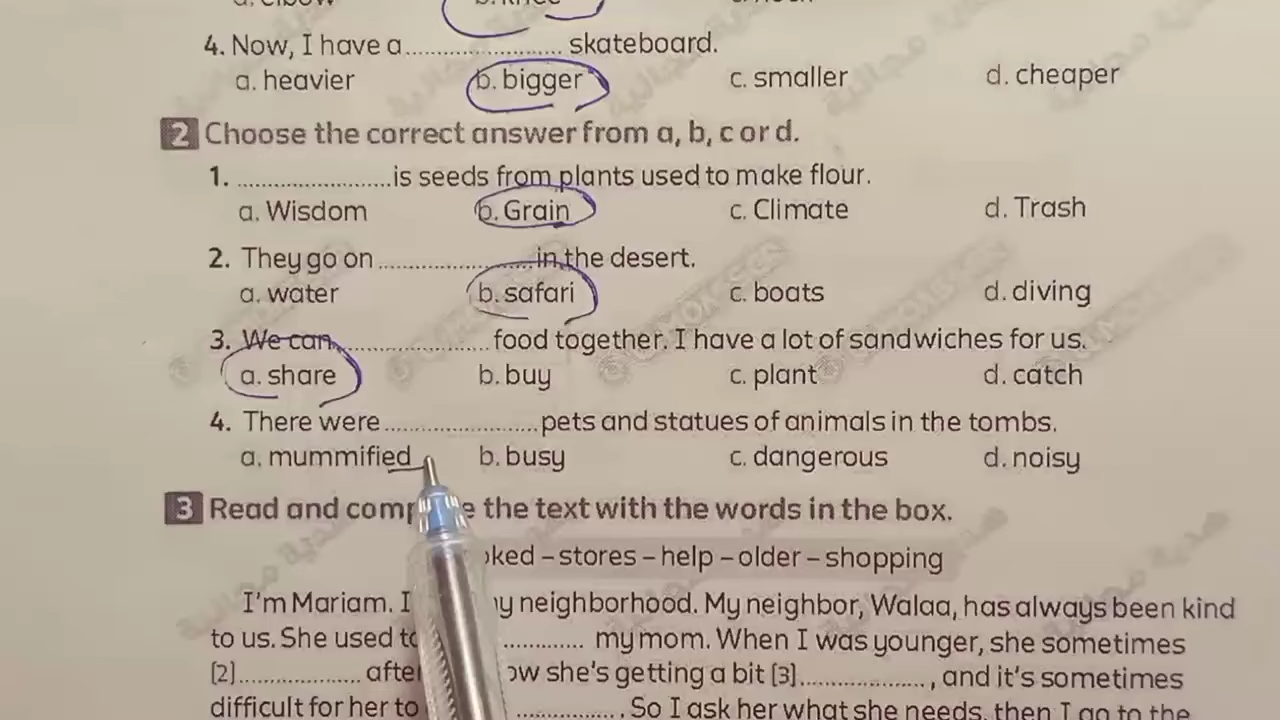 a. elbow b. knee
4. Now, I have a...................... skateboard.
a. heavier b. bigger c. smaller d. cheaper
2 Choose the correct answer from a, b, c or d.
1. ......................is seeds from plants used to make flour.
a. Wisdom b. Grain c. Climate d. Trash
2. They go on ......................in the desert.
a. water b. safari c. boats d. diving
3. We can...................... food together. I have a lot of sandwiches for us.
a. share b. buy c. plant d. catch
4. There were ......................pets and statues of animals in the tombs.
a. mummified b. busy c. dangerous d. noisy
3 Read and the text with the words in the box.
– stores – help – older – shopping
I'm Mariam. I neighborhood. My neighbor, Walaa, has always been kind
to us. She used ............ my mom. When I was younger, she sometimes
[2].................. she's getting a bit [3].................., and it's sometimes
difficult for her to ............... So I ask her what she needs, then I go to the